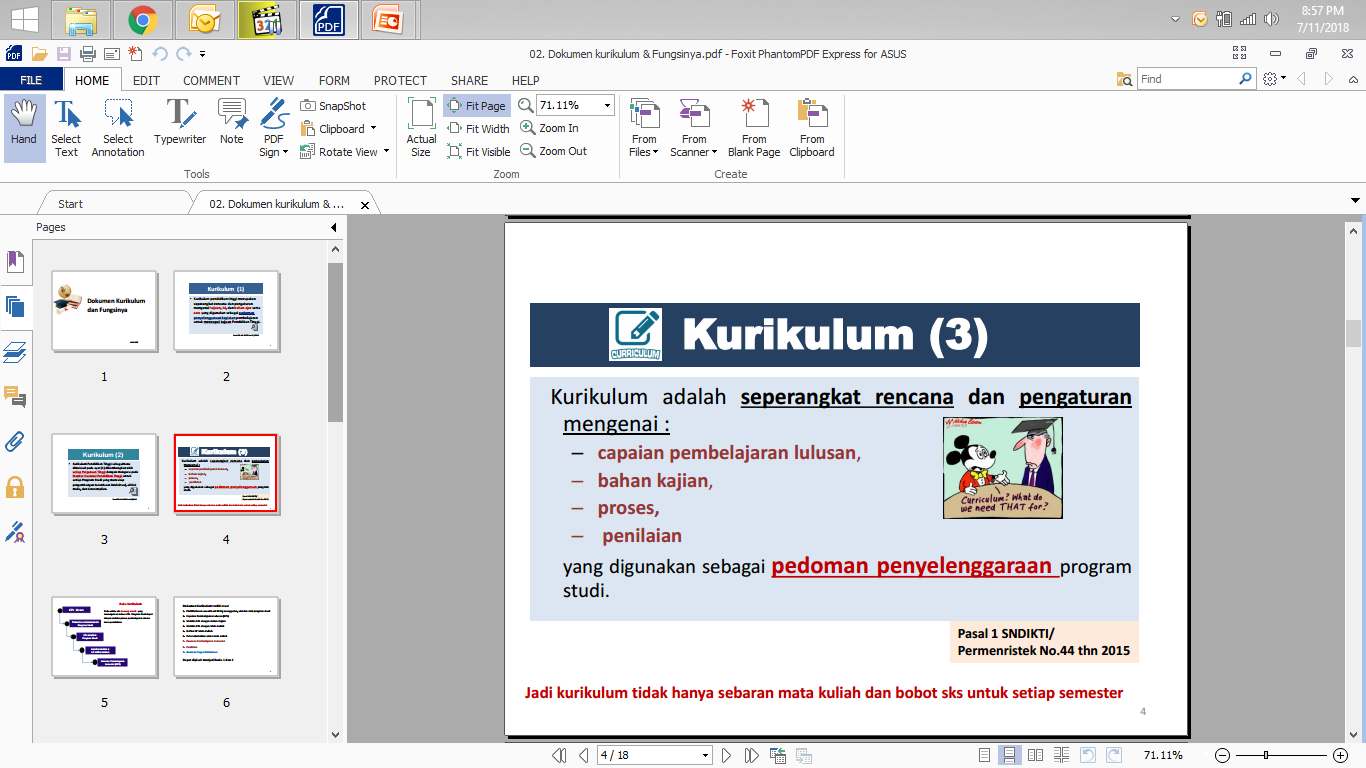 8:57 PM
7/11/2018
02. Dokumen kurikulum & Fungsinya.pdf - Foxit PhantomPDF Express for ASUS
FILE HOME EDIT COMMENT VIEW FORM PROTECT SHARE HELP
Find
Hand
Select Text
Select Annotation
Typewriter
Note
PDF Sign
SnapShot
Clipboard
Rotate View
Tools
Actual Size
Fit Page
Fit Width
Fit Visible
71.11%
Zoom In
Zoom Out
Zoom
From Files
From Scanner
From Blank Page
From Clipboard
Create
Start
02. Dokumen kurikulum & ...
Pages
Dokumen Kurikulum
dan Fungsinya
1
Kurikulum (1)
2
Kurikulum (2)
3
Kurikulum (3)
4
5
6
CURRICULUM
Kurikulum (3)
Kurikulum adalah seperangkat rencana dan pengaturan
mengenai :
– capaian pembelajaran lulusan,
– bahan kajian,
– proses,
– penilaian
Curriculum? What do
we need THAT for?
yang digunakan sebagai pedoman penyelenggaraan program
studi.
Pasal 1 SNDIKTI/
Permenristek No.44 thn 2015
Jadi kurikulum tidak hanya sebaran mata kuliah dan bobot sks untuk setiap semester
4
4 / 18
71.11%